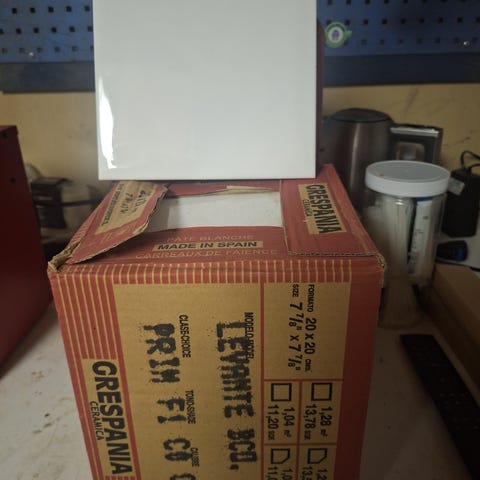 GRESPANIA
CERAMICA
PATE BLANCHE
MADE IN SPAIN
CARREAUX DE FAIENCE
FORMATO 20 x 20 CMS.
SIZE 7 7/8" x 7 7/8"
1,28 m²
13,78 SQF.
1,04 m²
11,20 SQF.
MODELO-MODEL
LEVANTE BCO.
CLASE-CHOICE
TONO-SHADE
CALIBRE
PRIM F1 C0
GRESPANIA
CERAMICA